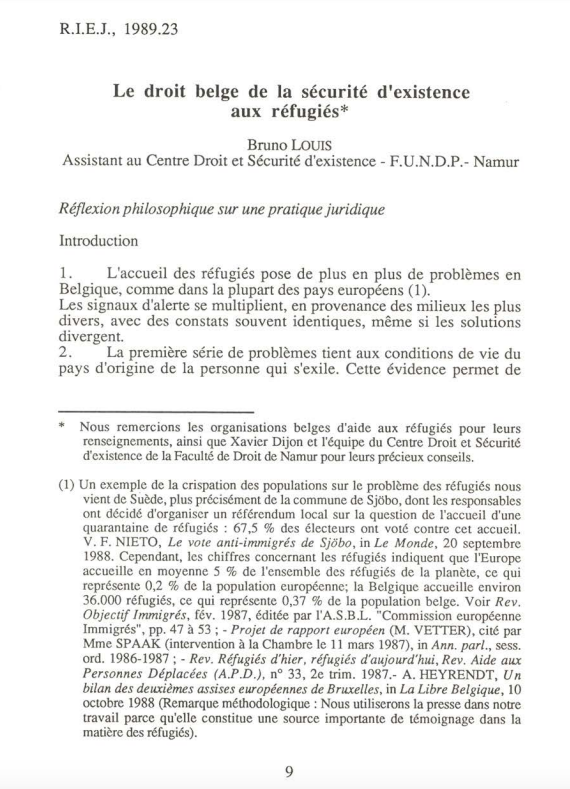 R.I.E.J., 1989.23
Le droit belge de la sécurité d'existence
aux réfugiés*
Bruno LOUIS
Assistant au Centre Droit et Sécurité d'existence - F.U.N.D.P.- Namur
Réflexion philosophique sur une pratique juridique
Introduction
1. L'accueil des réfugiés pose de plus en plus de problèmes en
Belgique, comme dans la plupart des pays européens (1).
Les signaux d'alerte se multiplient, en provenance des milieux les plus
divers, avec des constats souvent identiques, même si les solutions
divergent.
2. La première série de problèmes tient aux conditions de vie du
pays d'origine de la personne qui s'exile. Cette évidence permet de
* Nous remercions les organisations belges d'aide aux réfugiés pour leurs
renseignements, ainsi que Xavier Dijon et l'équipe du Centre Droit et Sécurité
d'existence de la Faculté de Droit de Namur pour leurs précieux conseils.
(1) Un exemple de la crispation des populations sur le problème des réfugiés nous
vient de Suède, plus précisément de la commune de Sjöbo, dont les responsables
ont décidé d'organiser un référendum local sur la question de l'accueil d'une
quarantaine de réfugiés : 67,5 % des électeurs ont voté contre cet accueil.
V. F. NIETO, Le vote anti-immigrés de Sjöbo, in Le Monde, 20 septembre
1988. Cependant, les chiffres concernant les réfugiés indiquent que l'Europe
accueille en moyenne 5 % de l'ensemble des réfugiés de la planète, ce qui
représente 0,2 % de la population européenne; la Belgique accueille environ
36.000 réfugiés, ce qui représente 0,37 % de la population belge. Voir Rev.
Objectif Immigrés, fév. 1987, éditée par l'A.S.B.L. "Commission européenne
Immigrés", pp. 47 à 53 ; - Projet de rapport européen (M. VETTER), cité par
Mme SPAAK (intervention à la Chambre le 11 mars 1987), in Ann. parl., sess.
ord. 1986-1987 ; - Rev. Réfugiés d'hier, réfugiés d'aujourd'hui, Rev. Aide aux
Personnes Déplacées (A.P.D.), n° 33, 2e trim. 1987.- A. HEYRENDT, Un
bilan des deuxièmes assises européennes de Bruxelles, in La Libre Belgique, 10
octobre 1988 (Remarque méthodologique : Nous utiliserons la presse dans notre
travail parce qu'elle constitue une source importante de témoignage dans la
matière des réfugiés).
9